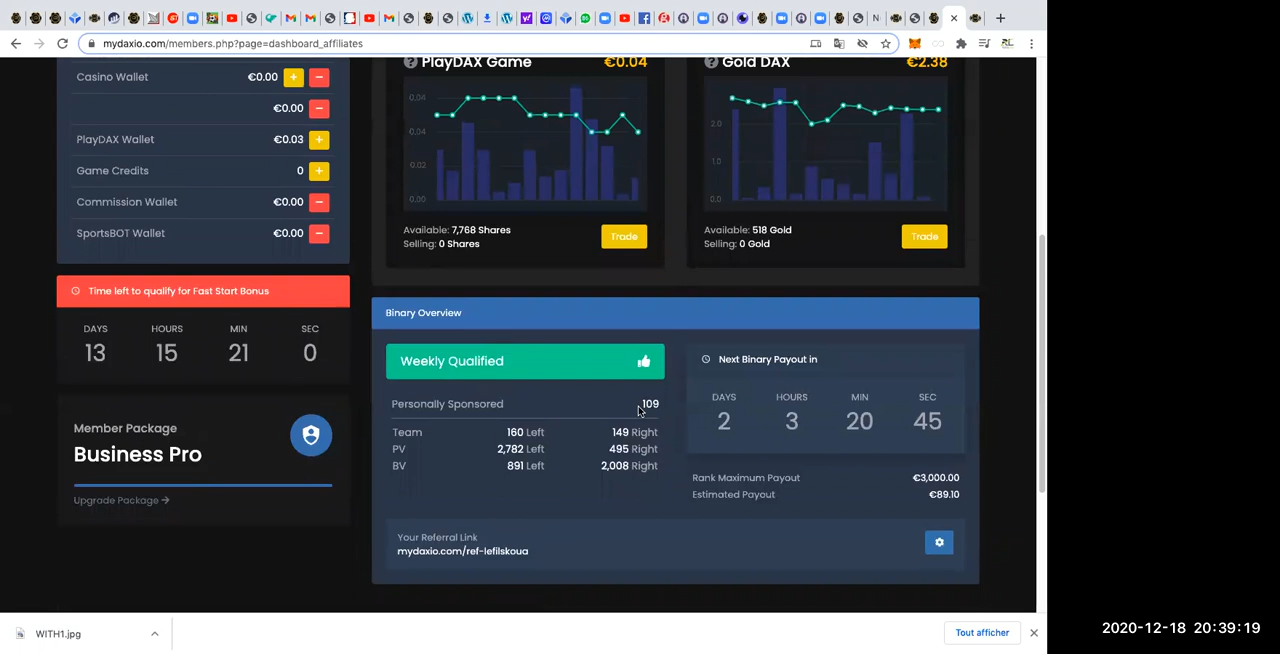 mydaxio.com/members.php?page=dashboard_affiliates
Casino Wallet €0.00 + −
€0.00 −
PlayDAX Wallet €0.03 +
Game Credits 0 +
Commission Wallet €0.00 −
SportsBOT Wallet €0.00 −
PlayDAX Game €0.04
0.04
0.04
0.02
0.00
Available: 7,768 Shares
Selling: 0 Shares
Trade
Gold DAX €2.38
2.0
1.0
0.0
Available: 518 Gold
Selling: 0 Gold
Trade
Time left to qualify for Fast Start Bonus
DAYS HOURS MIN SEC
13 15 21 0
Member Package
Business Pro
Upgrade Package →
Binary Overview
Weekly Qualified
Personally Sponsored 109
Team 160 Left 149 Right
PV 2,782 Left 495 Right
BV 891 Left 2,008 Right
Next Binary Payout in
DAYS HOURS MIN SEC
2 3 20 45
Rank Maximum Payout €3,000.00
Estimated Payout €89.10
Your Referral Link
mydaxio.com/ref-lefilskoua
WITH1.jpg
Tout afficher
2020-12-18 20:39:19